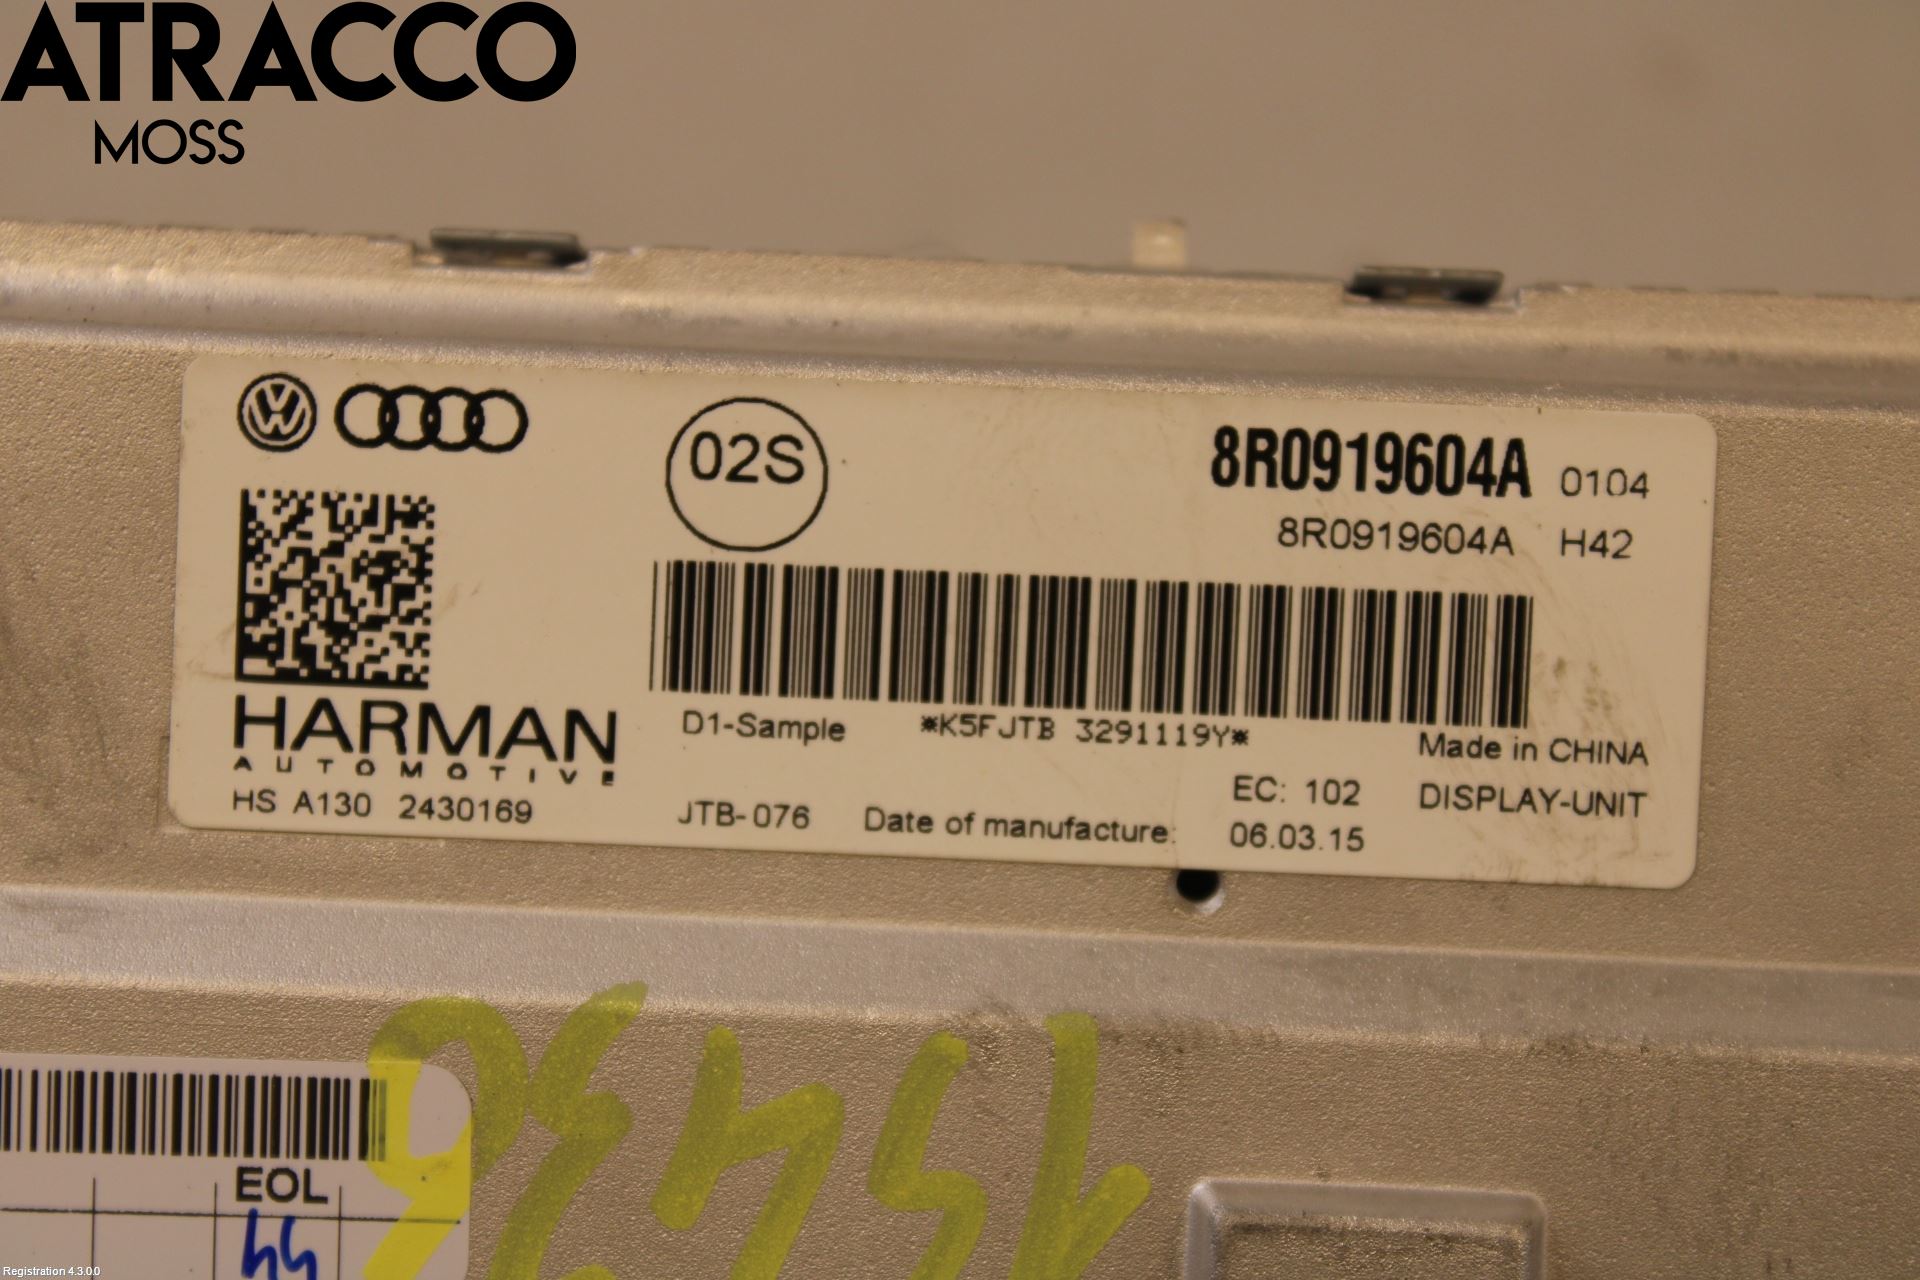 ATRACCO
MOSS
02S
8R0919604A 0104
8R0919604A H42
HARMAN
AUTOMOTIVE
HS A130 2430169
D1-Sample *K5FJTB 3291119Y*
Made in CHINA
EC: 102 DISPLAY-UNIT
JTB-076 Date of manufacture: 06.03.15
EOL
Registration 4.3.0.0